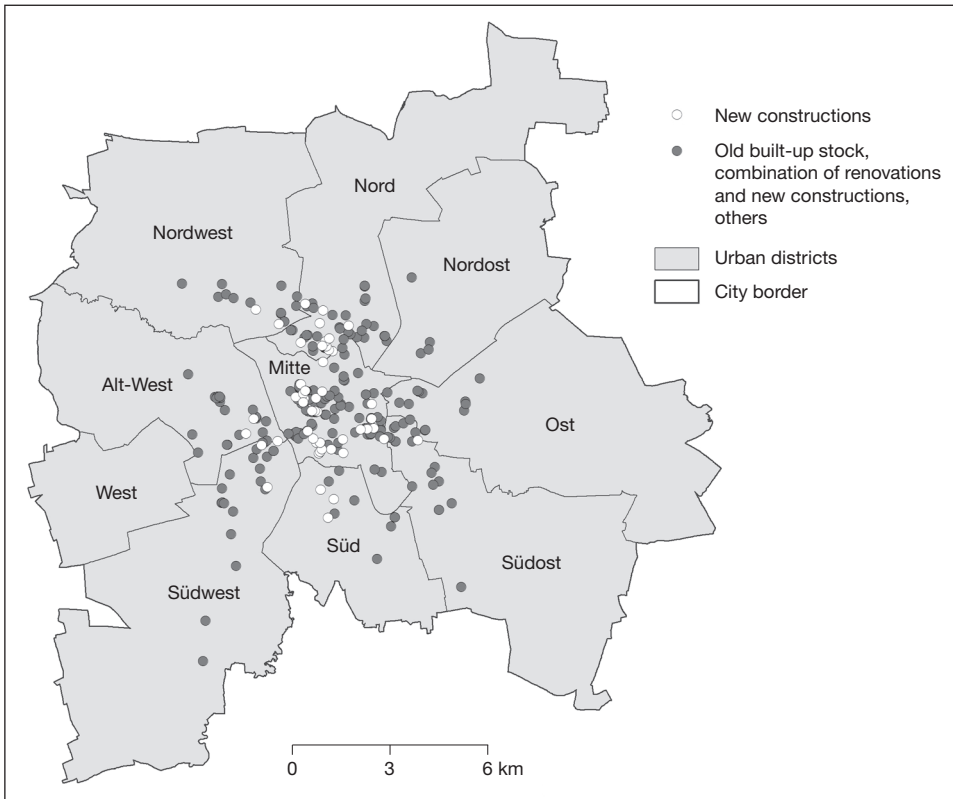 New constructions
Old built-up stock,
combination of renovations
and new constructions,
others
Urban districts
City border
Nord
Nordwest
Nordost
Mitte
Alt-West
Ost
West
Süd
Südost
Südwest
0 3 6 km